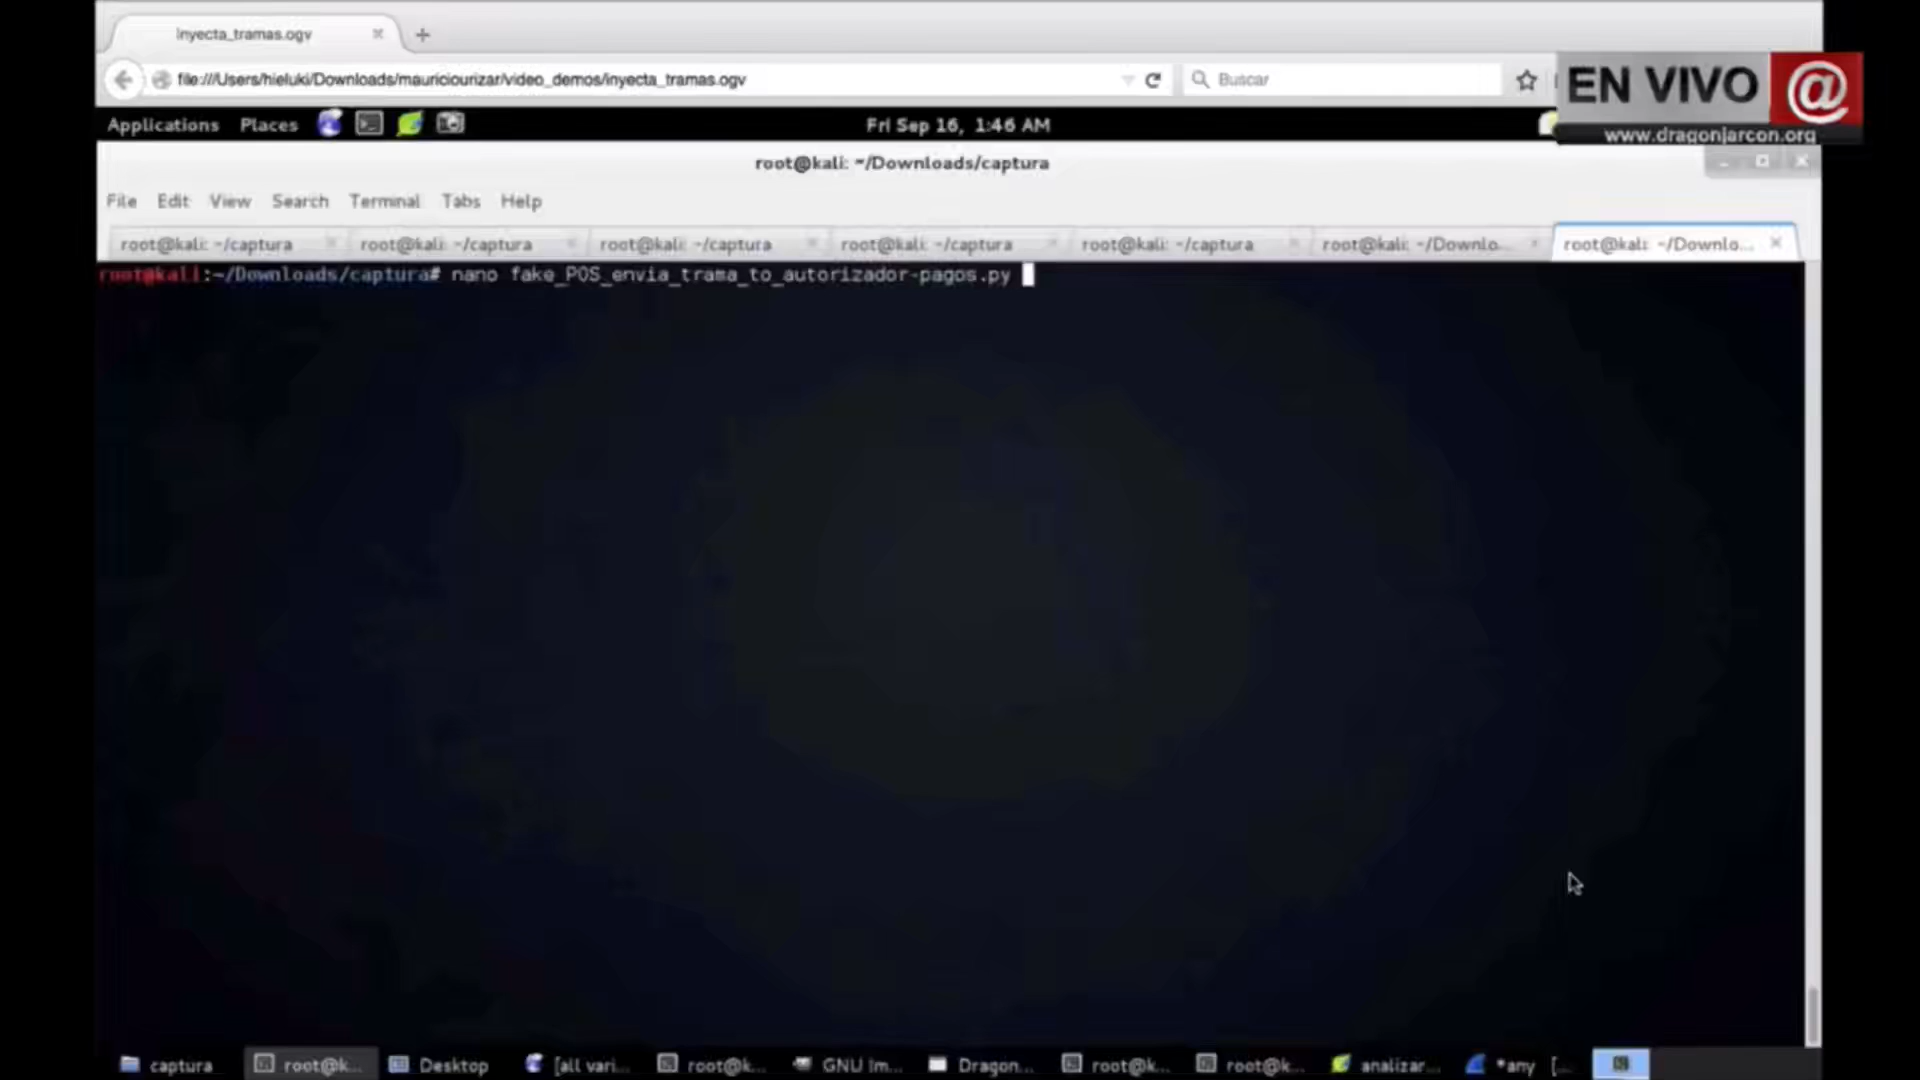 inyecta_tramas.ogv
file:///Users/hieluki/Downloads/mauriciourizar/video_demos/inyecta_tramas.ogv
Buscar
EN VIVO @
www.dragonjarcon.org
Applications Places Fri Sep 16, 1:46 AM
root@kali: ~/Downloads/captura
File Edit View Search Terminal Tabs Help
root@kali: ~/captura root@kali: ~/captura root@kali: ~/captura root@kali: ~/captura root@kali: ~/captura root@kali: ~/Downlo... root@kali: ~/Downlo...
root@kali:~/Downloads/captura# nano fake_POS_envia_trama_to_autorizador-pagos.py
captura root@k... Desktop [all vari... root@k... GNU Im... Dragon... root@k... root@k... analizar... *any [...